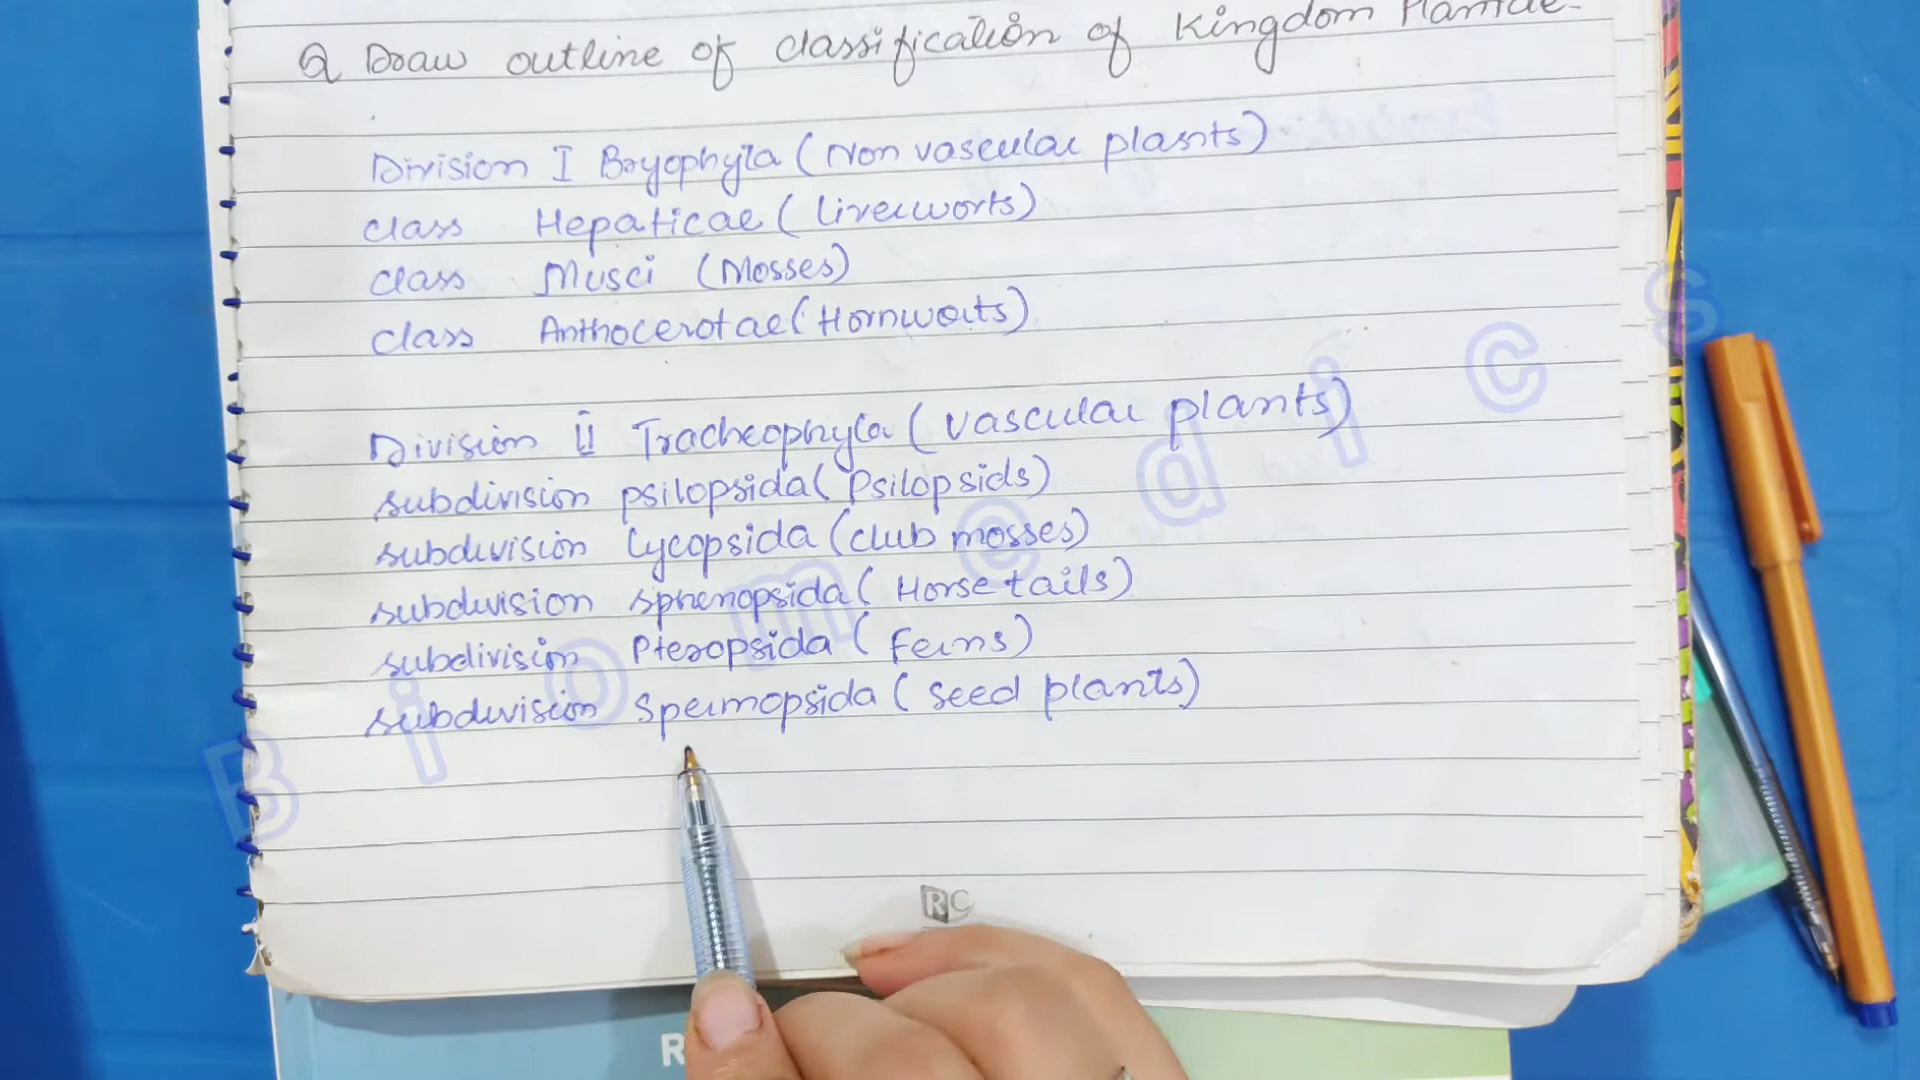 Q Draw outline of classification of Kingdom Plantae-
Division I Bryophyta (Non vascular plants)
class Hepaticae (liverworts)
class Musci (Mosses)
class Anthocerotae (Hornworts)
Division II Tracheophyta (vascular plants)
subdivision psilopsida (Psilopsids)
subdivision lycopsida (club mosses)
subdivision sphenopsida (Horse tails)
subdivision Pteropsida (Ferns)
subdivision spermopsida (seed plants)
Biomedics
RC
R